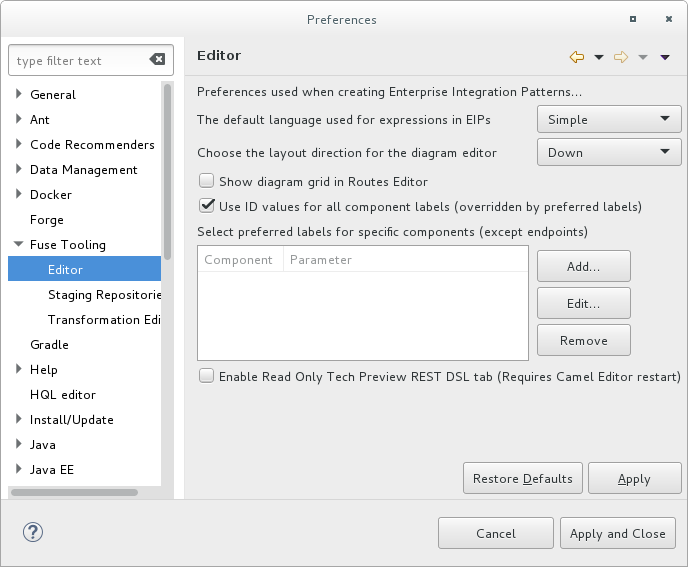 Preferences
type filter text
General
Ant
Code Recommenders
Data Management
Docker
Forge
Fuse Tooling
Editor
Staging Repositorie
Transformation Edi
Gradle
Help
HQL editor
Install/Update
Java
Java EE
Editor
Preferences used when creating Enterprise Integration Patterns...
The default language used for expressions in EIPs Simple
Choose the layout direction for the diagram editor Down
Show diagram grid in Routes Editor
Use ID values for all component labels (overridden by preferred labels)
Select preferred labels for specific components (except endpoints)
Component Parameter
Add...
Edit...
Remove
Enable Read Only Tech Preview REST DSL tab (Requires Camel Editor restart)
Restore Defaults Apply
? Cancel Apply and Close